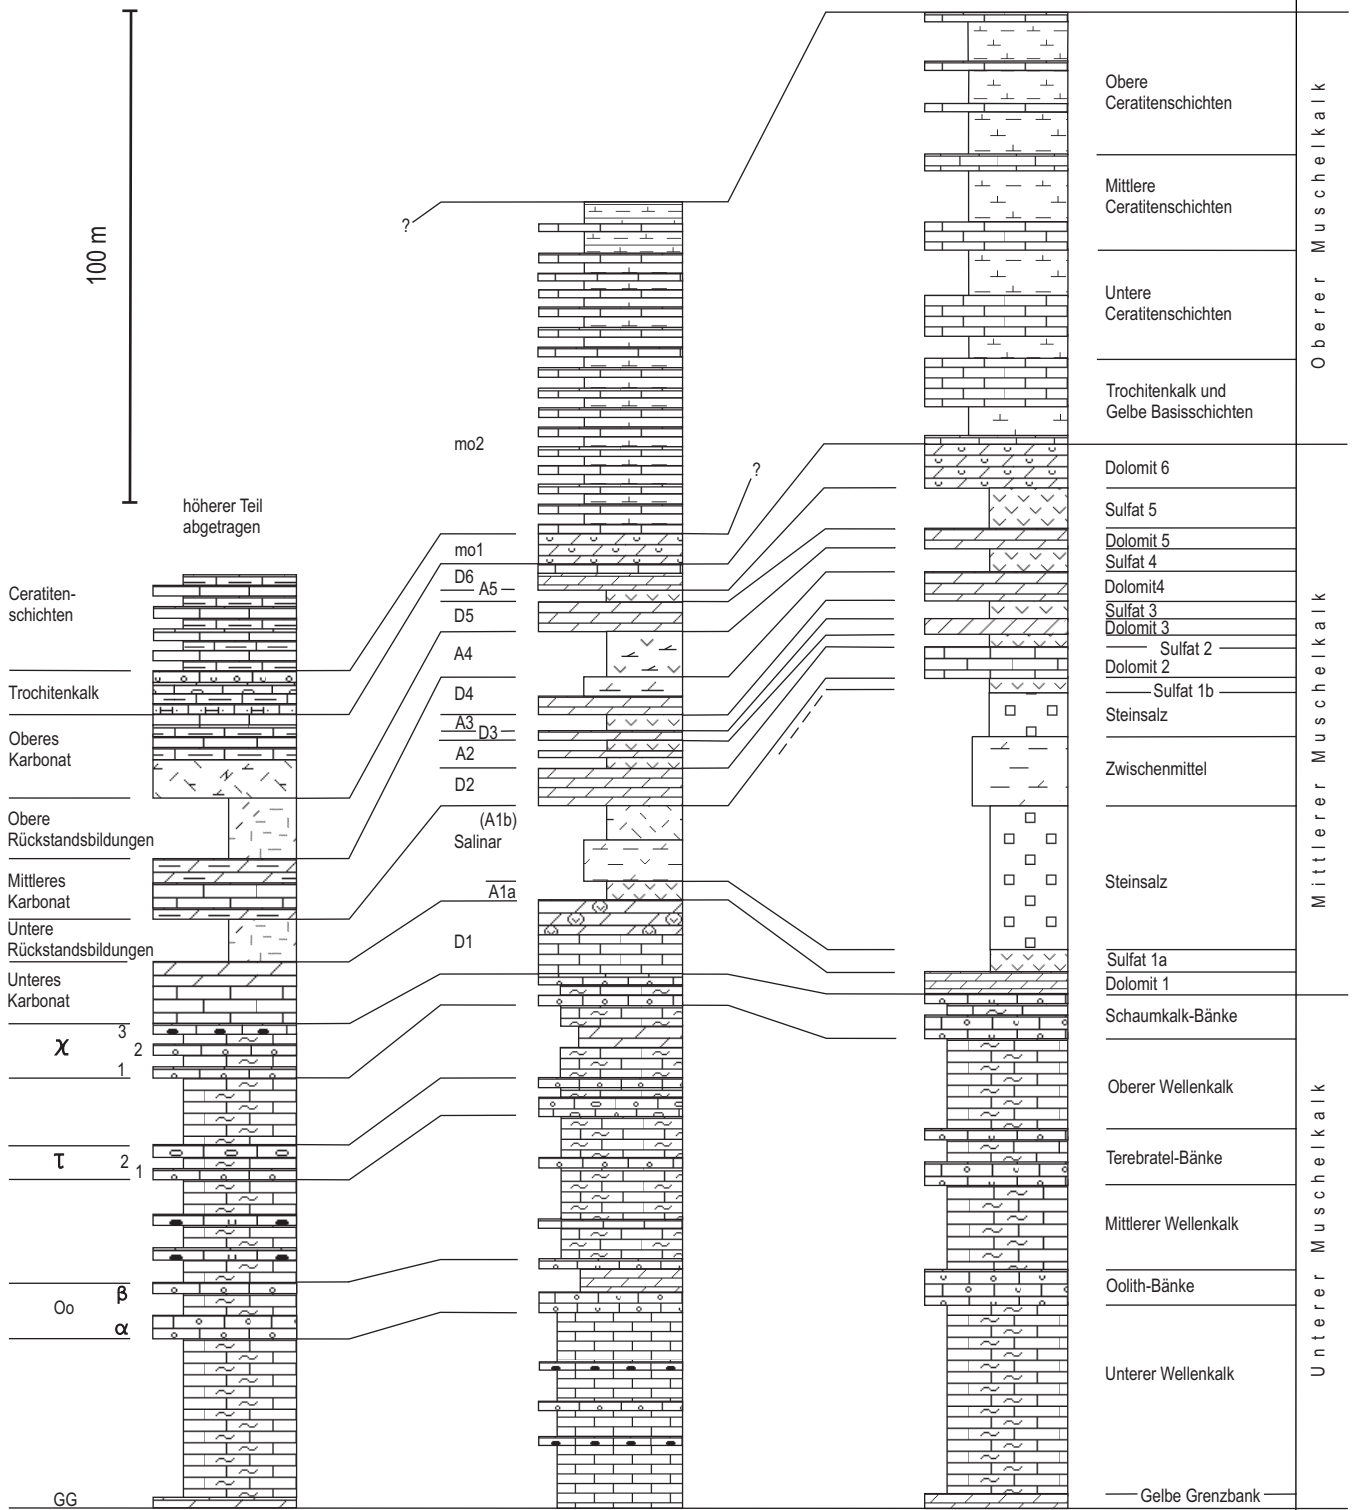 100 m
höherer Teil
abgetragen
Ceratiten-
schichten
Trochitenkalk
Oberes
Karbonat
Obere
Rückstandsbildungen
Mittleres
Karbonat
Untere
Rückstandsbildungen
Unteres
Karbonat
χ
3
2
1
τ
2
1
Oo
β
α
GG
?
mo2
?
mo1
D6
A5
D5
A4
D4
A3
D3
A2
D2
(A1b)
Salinar
A1a
D1
Obere
Ceratitenschichten
Mittlere
Ceratitenschichten
Untere
Ceratitenschichten
Trochitenkalk und
Gelbe Basisschichten
Dolomit 6
Sulfat 5
Dolomit 5
Sulfat 4
Dolomit4
Sulfat 3
Dolomit 3
Sulfat 2
Dolomit 2
Sulfat 1b
Steinsalz
Zwischenmittel
Steinsalz
Sulfat 1a
Dolomit 1
Schaumkalk-Bänke
Oberer Wellenkalk
Terebratel-Bänke
Mittlerer Wellenkalk
Oolith-Bänke
Unterer Wellenkalk
Gelbe Grenzbank
Oberer Muschelkalk
Mittlerer Muschelkalk
Unterer Muschelkalk